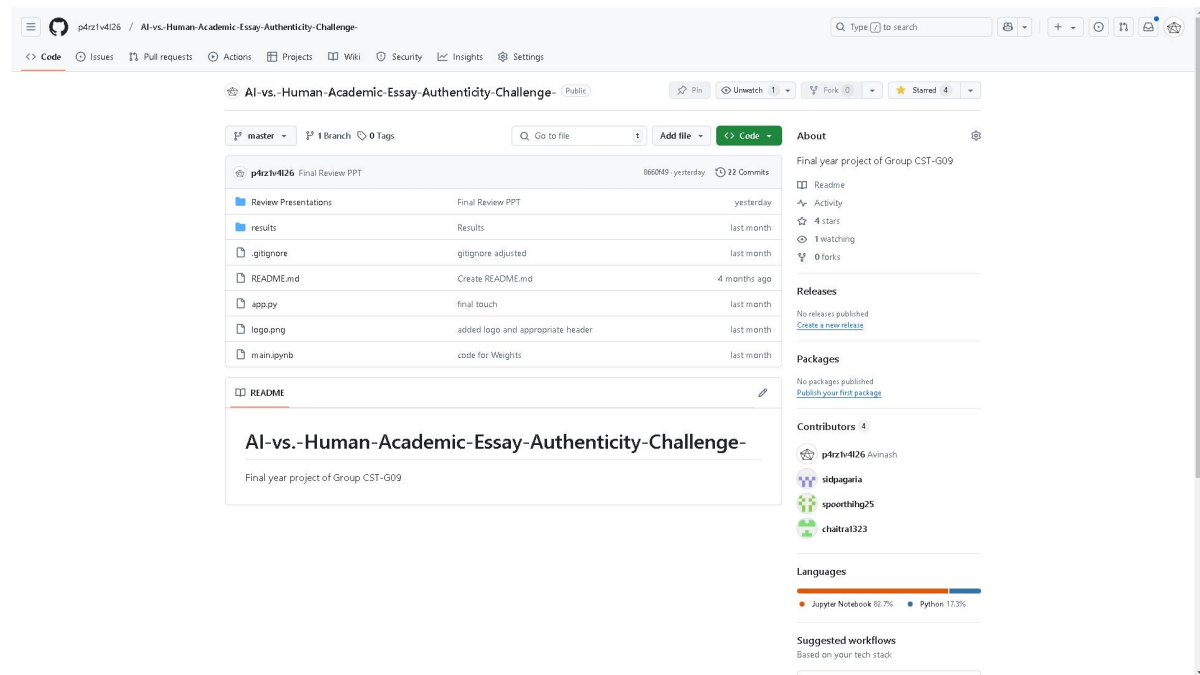 p4rz1v4l26 / AI-vs.-Human-Academic-Essay-Authenticity-Challenge-
Type / to search
Code Issues Pull requests Actions Projects Wiki Security Insights Settings
AI-vs.-Human-Academic-Essay-Authenticity-Challenge- Public
Pin Unwatch 1 Fork 0 Starred 4
master 1 Branch 0 Tags Go to file t Add file Code
p4rz1v4l26 Final Review PPT 8660f49 · yesterday 22 Commits
Review Presentations Final Review PPT yesterday
results Results last month
.gitignore gitignore adjusted last month
README.md Create README.md 4 months ago
app.py final touch last month
logo.png added logo and appropriate header last month
main.ipynb code for Weights last month
README
AI-vs.-Human-Academic-Essay-Authenticity-Challenge-
Final year project of Group CST-G09
About
Final year project of Group CST-G09
Readme
Activity
4 stars
1 watching
0 forks
Releases
No releases published
Create a new release
Packages
No packages published
Publish your first package
Contributors 4
p4rz1v4l26 Avinash
sidpagaria
spoorthihg25
chaitra1323
Languages
Jupyter Notebook 82.7% Python 17.3%
Suggested workflows
Based on your tech stack